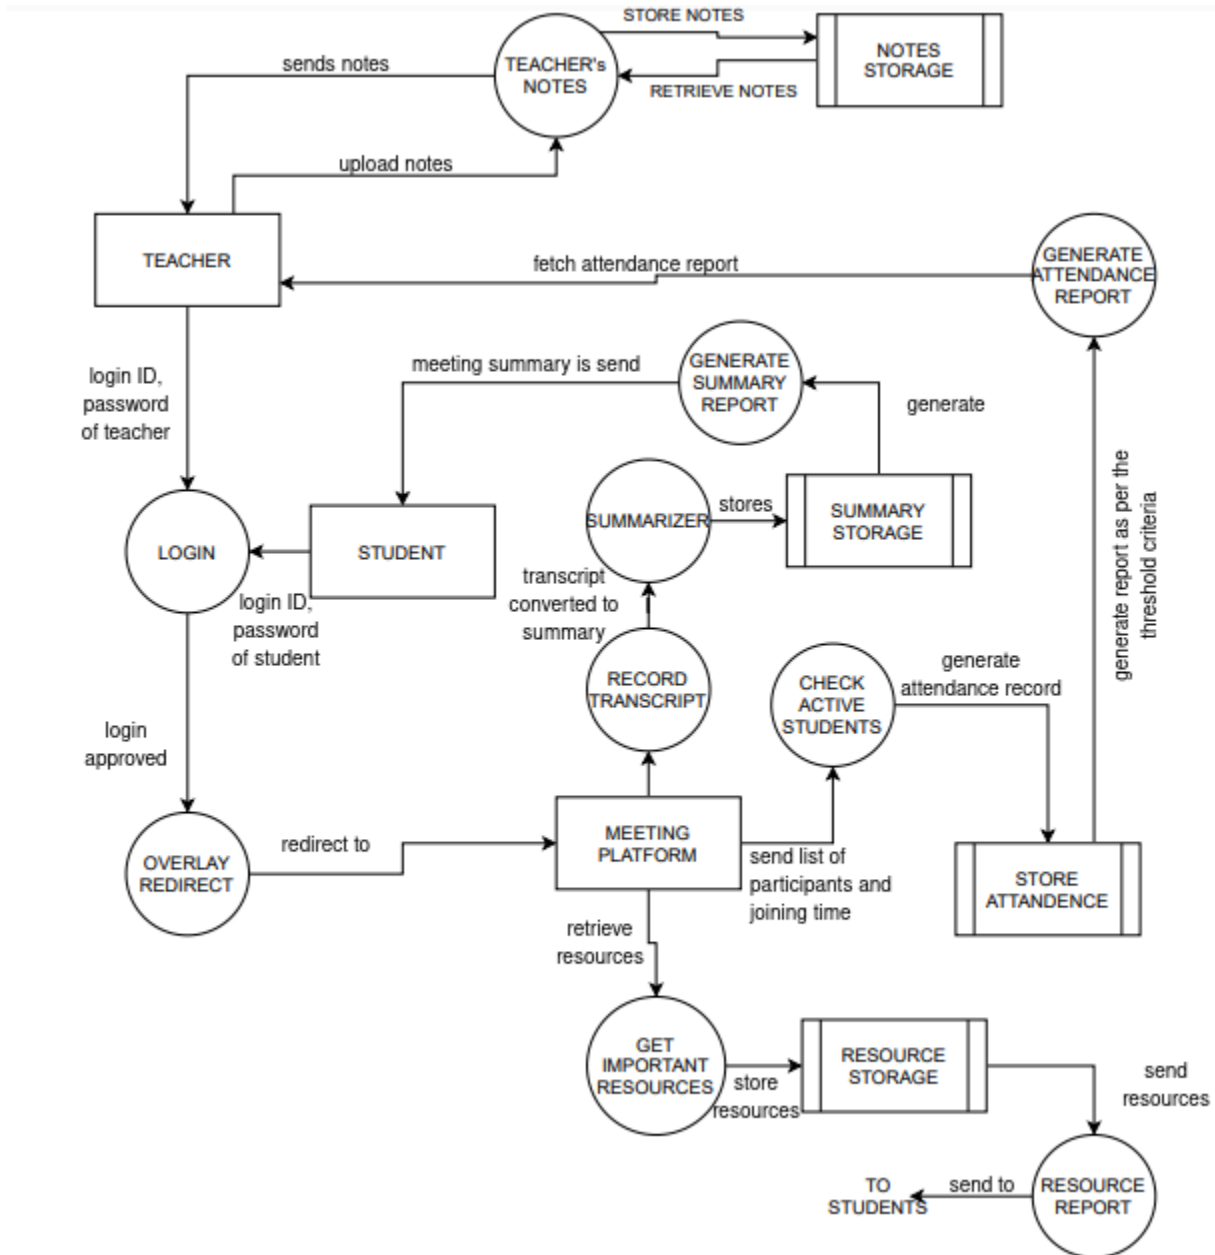 STORE NOTES
sends notes
TEACHER's
NOTES
NOTES
STORAGE
RETRIEVE NOTES
upload notes
TEACHER
fetch attendance report
GENERATE
ATTENDANCE
REPORT
meeting summary is send
GENERATE
SUMMARY
REPORT
generate
login ID,
password
of teacher
generate report as per the
threshold criteria
SUMMARIZER
stores
SUMMARY
STORAGE
LOGIN
STUDENT
login ID,
password
of student
transcript
converted to
summary
RECORD
TRANSCRIPT
CHECK
ACTIVE
STUDENTS
generate
attendance record
login
approved
OVERLAY
REDIRECT
redirect to
MEETING
PLATFORM
send list of
participants and
joining time
STORE
ATTANDENCE
retrieve
resources
GET
IMPORTANT
RESOURCES
store
resources
RESOURCE
STORAGE
send
resources
TO
STUDENTS
send to
RESOURCE
REPORT